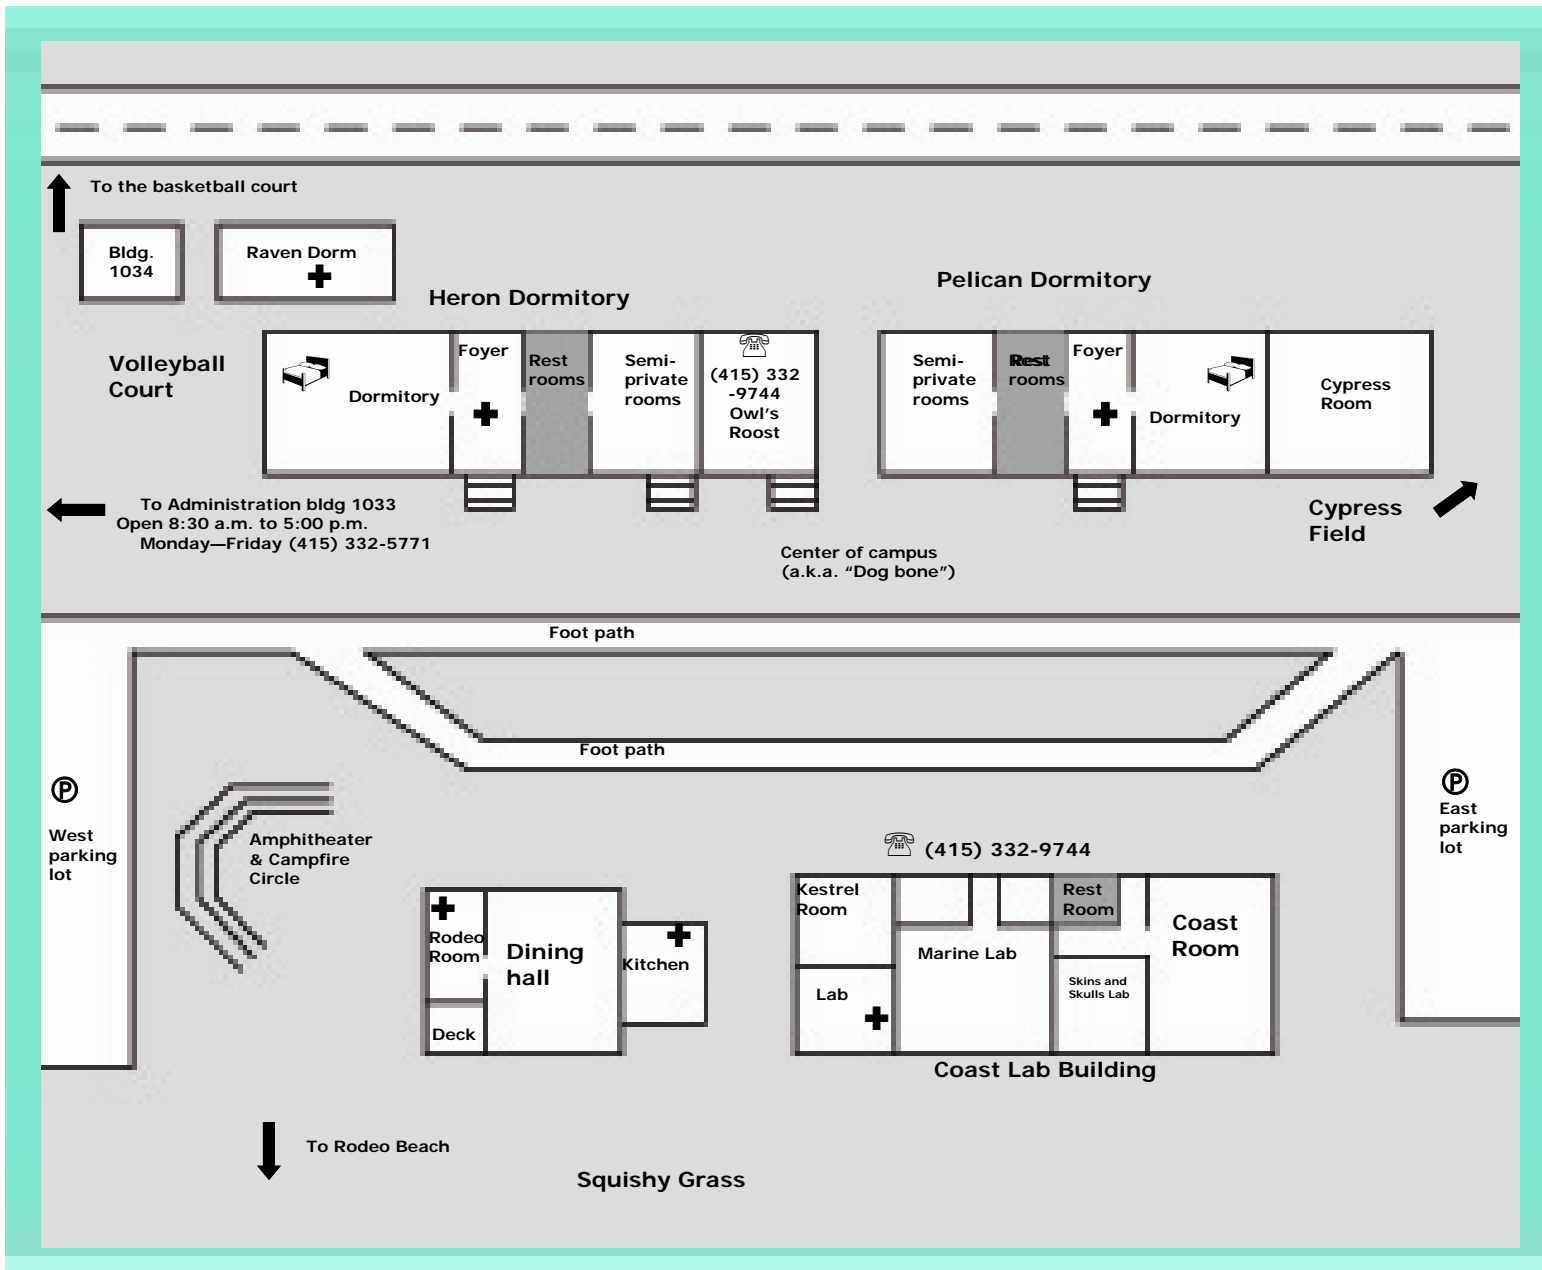 To the basketball court
Bldg.
1034
Raven Dorm
Heron Dormitory
Pelican Dormitory
Volleyball
Court
Dormitory
Foyer
Rest
rooms
Semi-
private
rooms
(415) 332
-9744
Owl's
Roost
Semi-
private
rooms
Rest
rooms
Foyer
Dormitory
Cypress
Room
To Administration bldg 1033
Open 8:30 a.m. to 5:00 p.m.
Monday—Friday (415) 332-5771
Cypress
Field
Center of campus
(a.k.a. “Dog bone”)
Foot path
Foot path
P
West
parking
lot
Amphitheater
& Campfire
Circle
P
East
parking
lot
(415) 332-9744
Rodeo
Room
Deck
Dining
hall
Kitchen
Kestrel
Room
Lab
Marine Lab
Rest
Room
Skins and
Skulls Lab
Coast
Room
Coast Lab Building
To Rodeo Beach
Squishy Grass